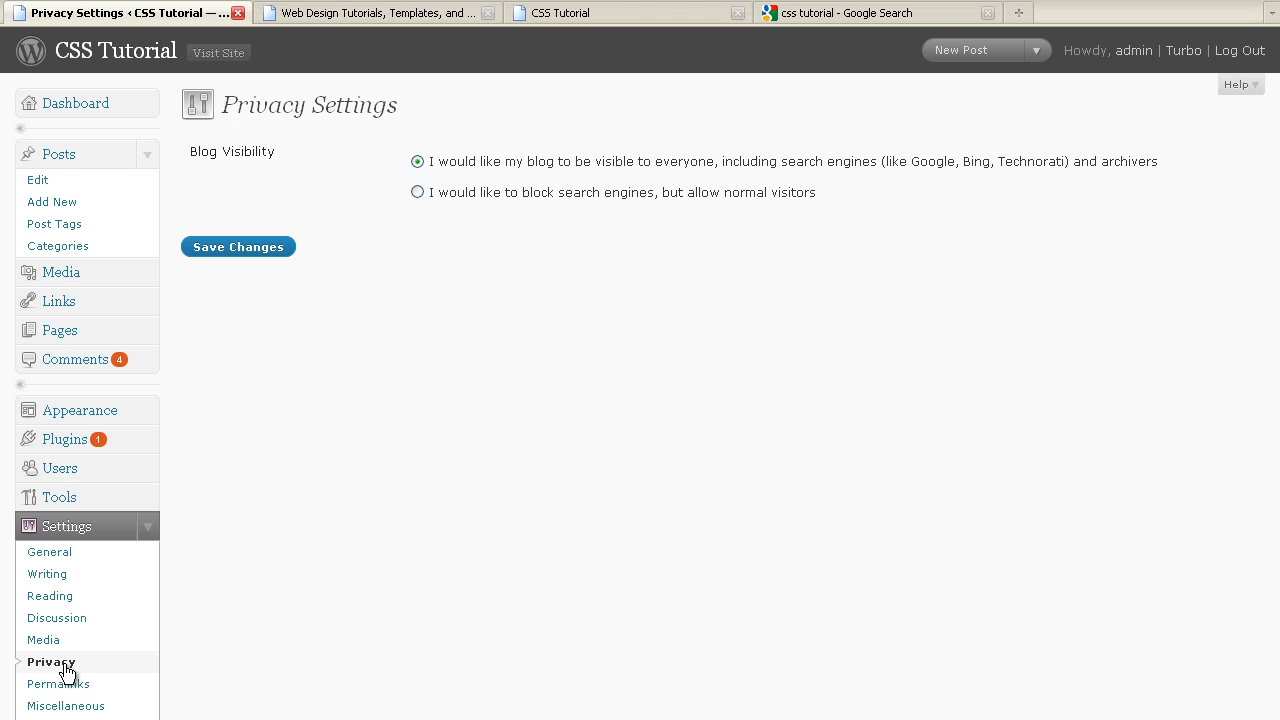 Privacy Settings ‹ CSS Tutorial —...
Web Design Tutorials, Templates, and ...
CSS Tutorial
css tutorial - Google Search
CSS Tutorial
Visit Site
New Post
Howdy, admin | Turbo | Log Out
Help
Dashboard
Privacy Settings
Posts
Blog Visibility
I would like my blog to be visible to everyone, including search engines (like Google, Bing, Technorati) and archivers
I would like to block search engines, but allow normal visitors
Save Changes
Edit
Add New
Post Tags
Categories
Media
Links
Pages
Comments 4
Appearance
Plugins 1
Users
Tools
Settings
General
Writing
Reading
Discussion
Media
Privacy
Permalinks
Miscellaneous